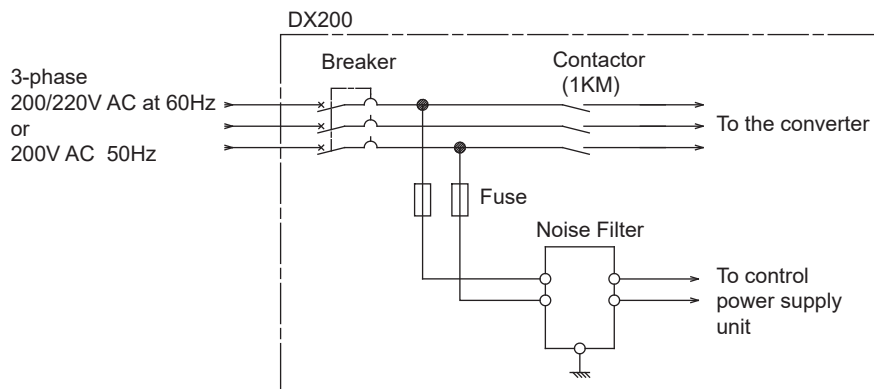 DX200
Breaker
Contactor
(1KM)
3-phase
200/220V AC at 60Hz
or
200V AC  50Hz
To the converter
Fuse
Noise Filter
To control
power supply
unit